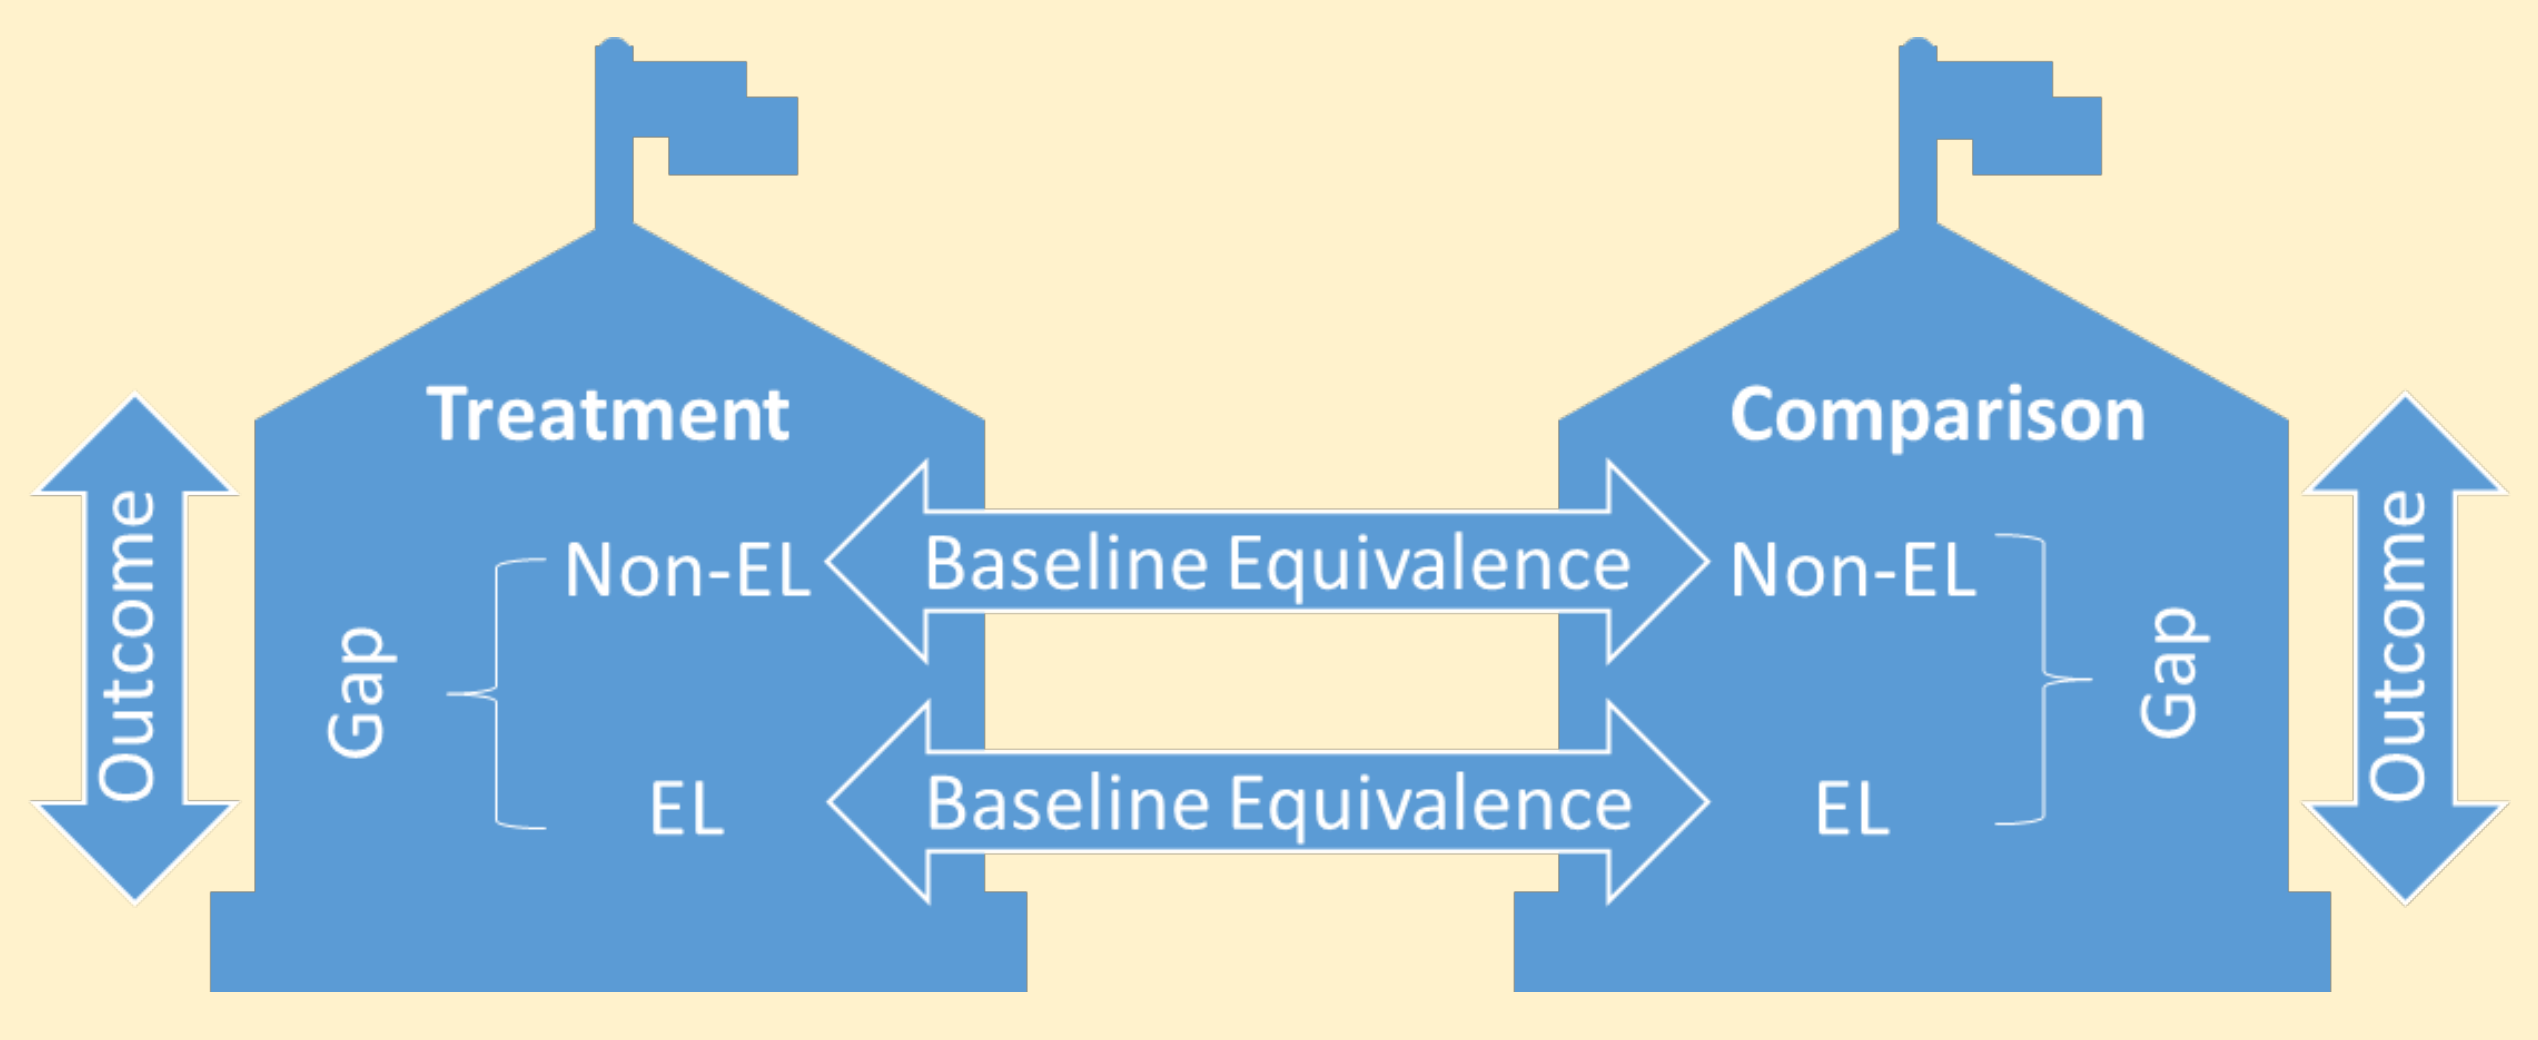 Treatment
Comparison
Outcome
Gap
Non-EL
Baseline Equivalence
Non-EL
EL
Baseline Equivalence
EL
Gap
Outcome